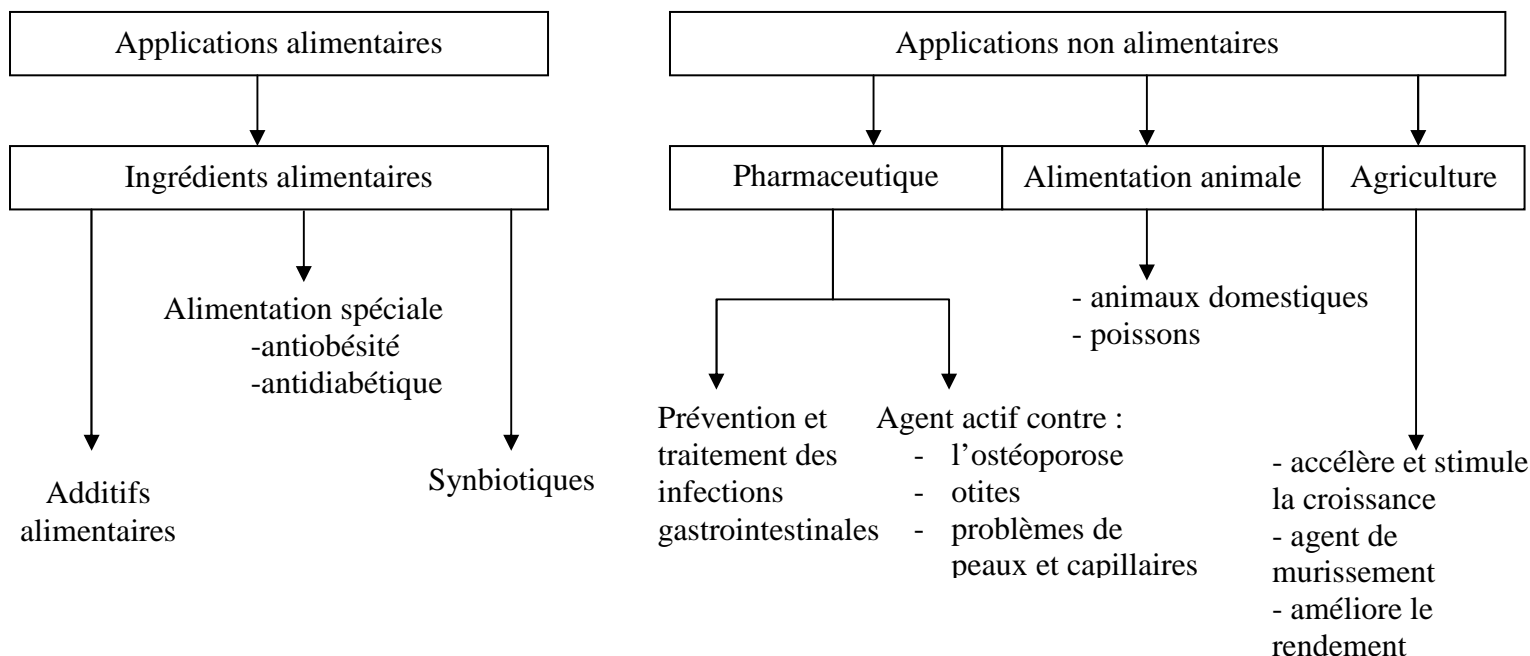 Applications alimentaires
Ingrédients alimentaires
Alimentation spéciale
-antiobésité
-antidiabétique
Additifs
alimentaires
Synbiotiques
Applications non alimentaires
Pharmaceutique
Alimentation animale
Agriculture
Prévention et
traitement des
infections
gastrointestinales
Agent actif contre :
- l’ostéoporose
- otites
- problèmes de
peaux et capillaires
- animaux domestiques
- poissons
- accélère et stimule
la croissance
- agent de
murissement
- améliore le
rendement